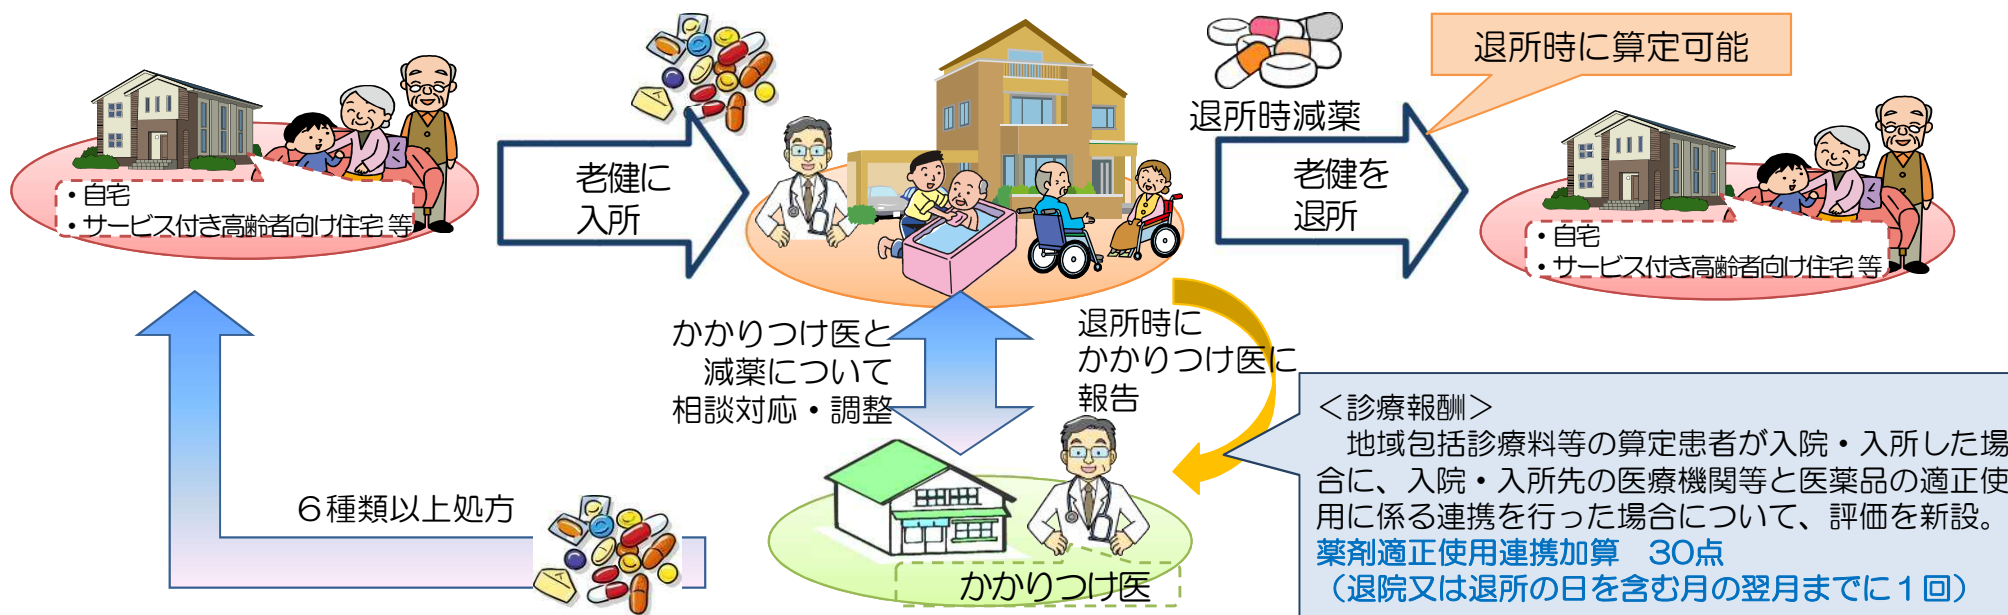 退所時に算定可能
退所時減薬
・自宅
・サービス付き高齢者向け住宅 等
老健に
入所
老健を
退所
・自宅
・サービス付き高齢者向け住宅 等
かかりつけ医と
減薬について
相談対応・調整
退所時に
かかりつけ医に
報告
６種類以上処方
かかりつけ医
＜診療報酬＞
　地域包括診療料等の算定患者が入院・入所した場
合に、入院・入所先の医療機関等と医薬品の適正使
用に係る連携を行った場合について、評価を新設。
薬剤適正使用連携加算　30点
（退院又は退所の日を含む月の翌月までに１回）